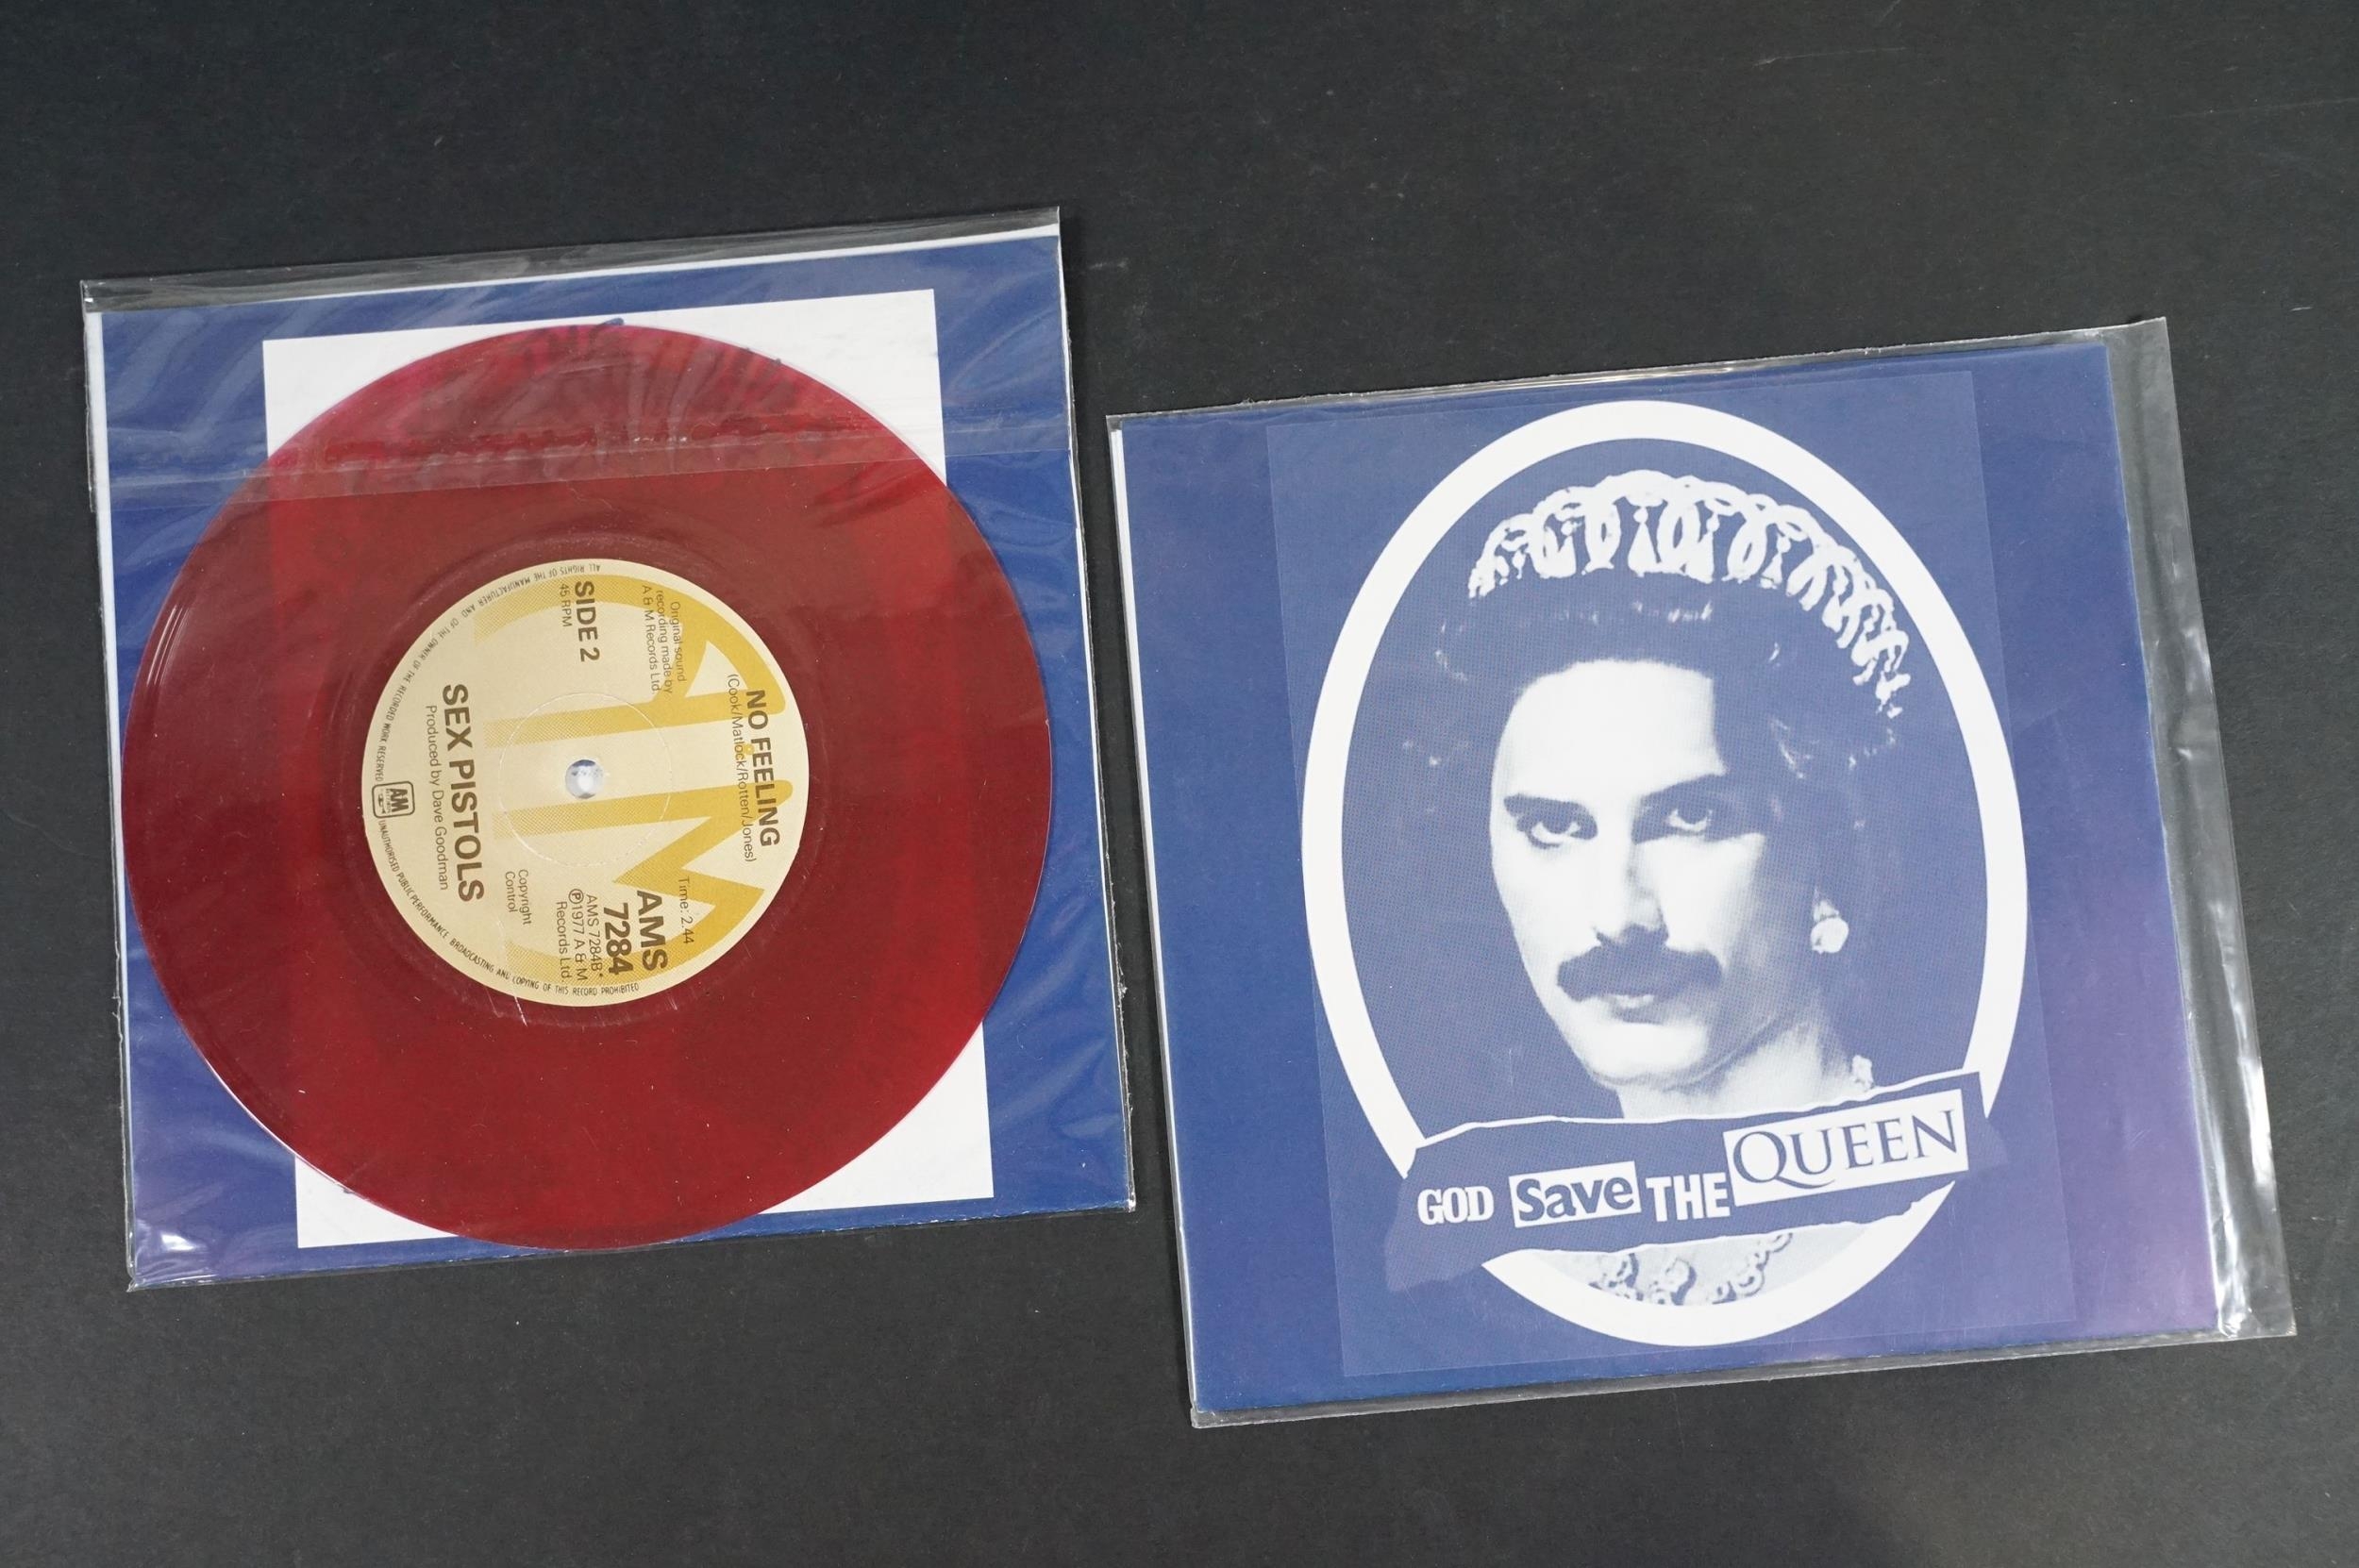 NO FEELING
(Cook/Matlock/Rotten/Jones)
Original sound
recording made by
A & M Records Ltd.
Time: 2.44
SIDE 2
45 RPM
AMS
7284
AMS 7284B*
℗1977 A & M
Records Ltd.
Copyright
Control
SEX PISTOLS
Produced by Dave Goodman
AM
ALL RIGHTS OF THE MANUFACTURER AND OF THE OWNER OF THE RECORDED WORK RESERVED
UNAUTHORISED PUBLIC PERFORMANCE BROADCASTING AND COPYING OF THIS RECORD PROHIBITED
GOD Save THE QUEEN